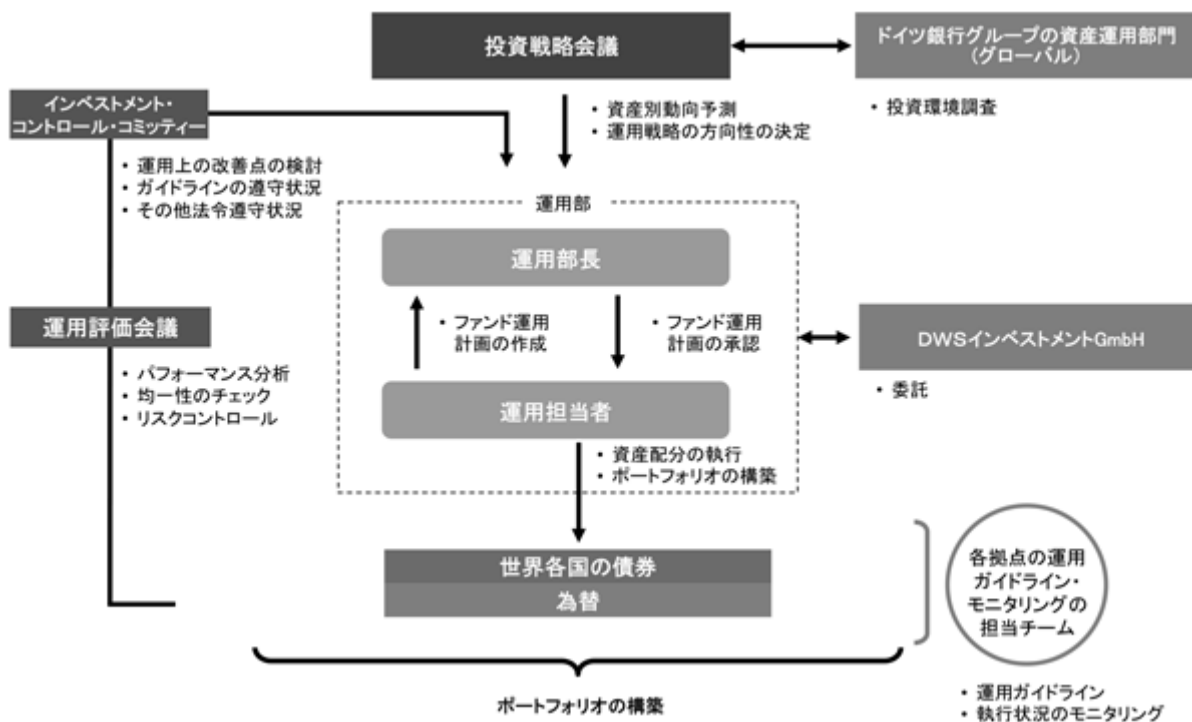 投資戦略会議
ドイツ銀行グループの資産運用部門
(グローバル)
・投資環境調査
・資産別動向予測
・運用戦略の方向性の決定
インベストメント・
コントロール・コミッティー
・運用上の改善点の検討
・ガイドラインの遵守状況
・その他法令遵守状況
運用部
運用部長
・ファンド運用
計画の作成
・ファンド運用
計画の承認
運用評価会議
・パフォーマンス分析
・均一性のチェック
・リスクコントロール
DWSインベストメントGmbH
・委託
運用担当者
・資産配分の執行
・ポートフォリオの構築
世界各国の債券
為替
各拠点の運用
ガイドライン・
モニタリングの
担当チーム
・運用ガイドライン
・執行状況のモニタリング
ポートフォリオの構築